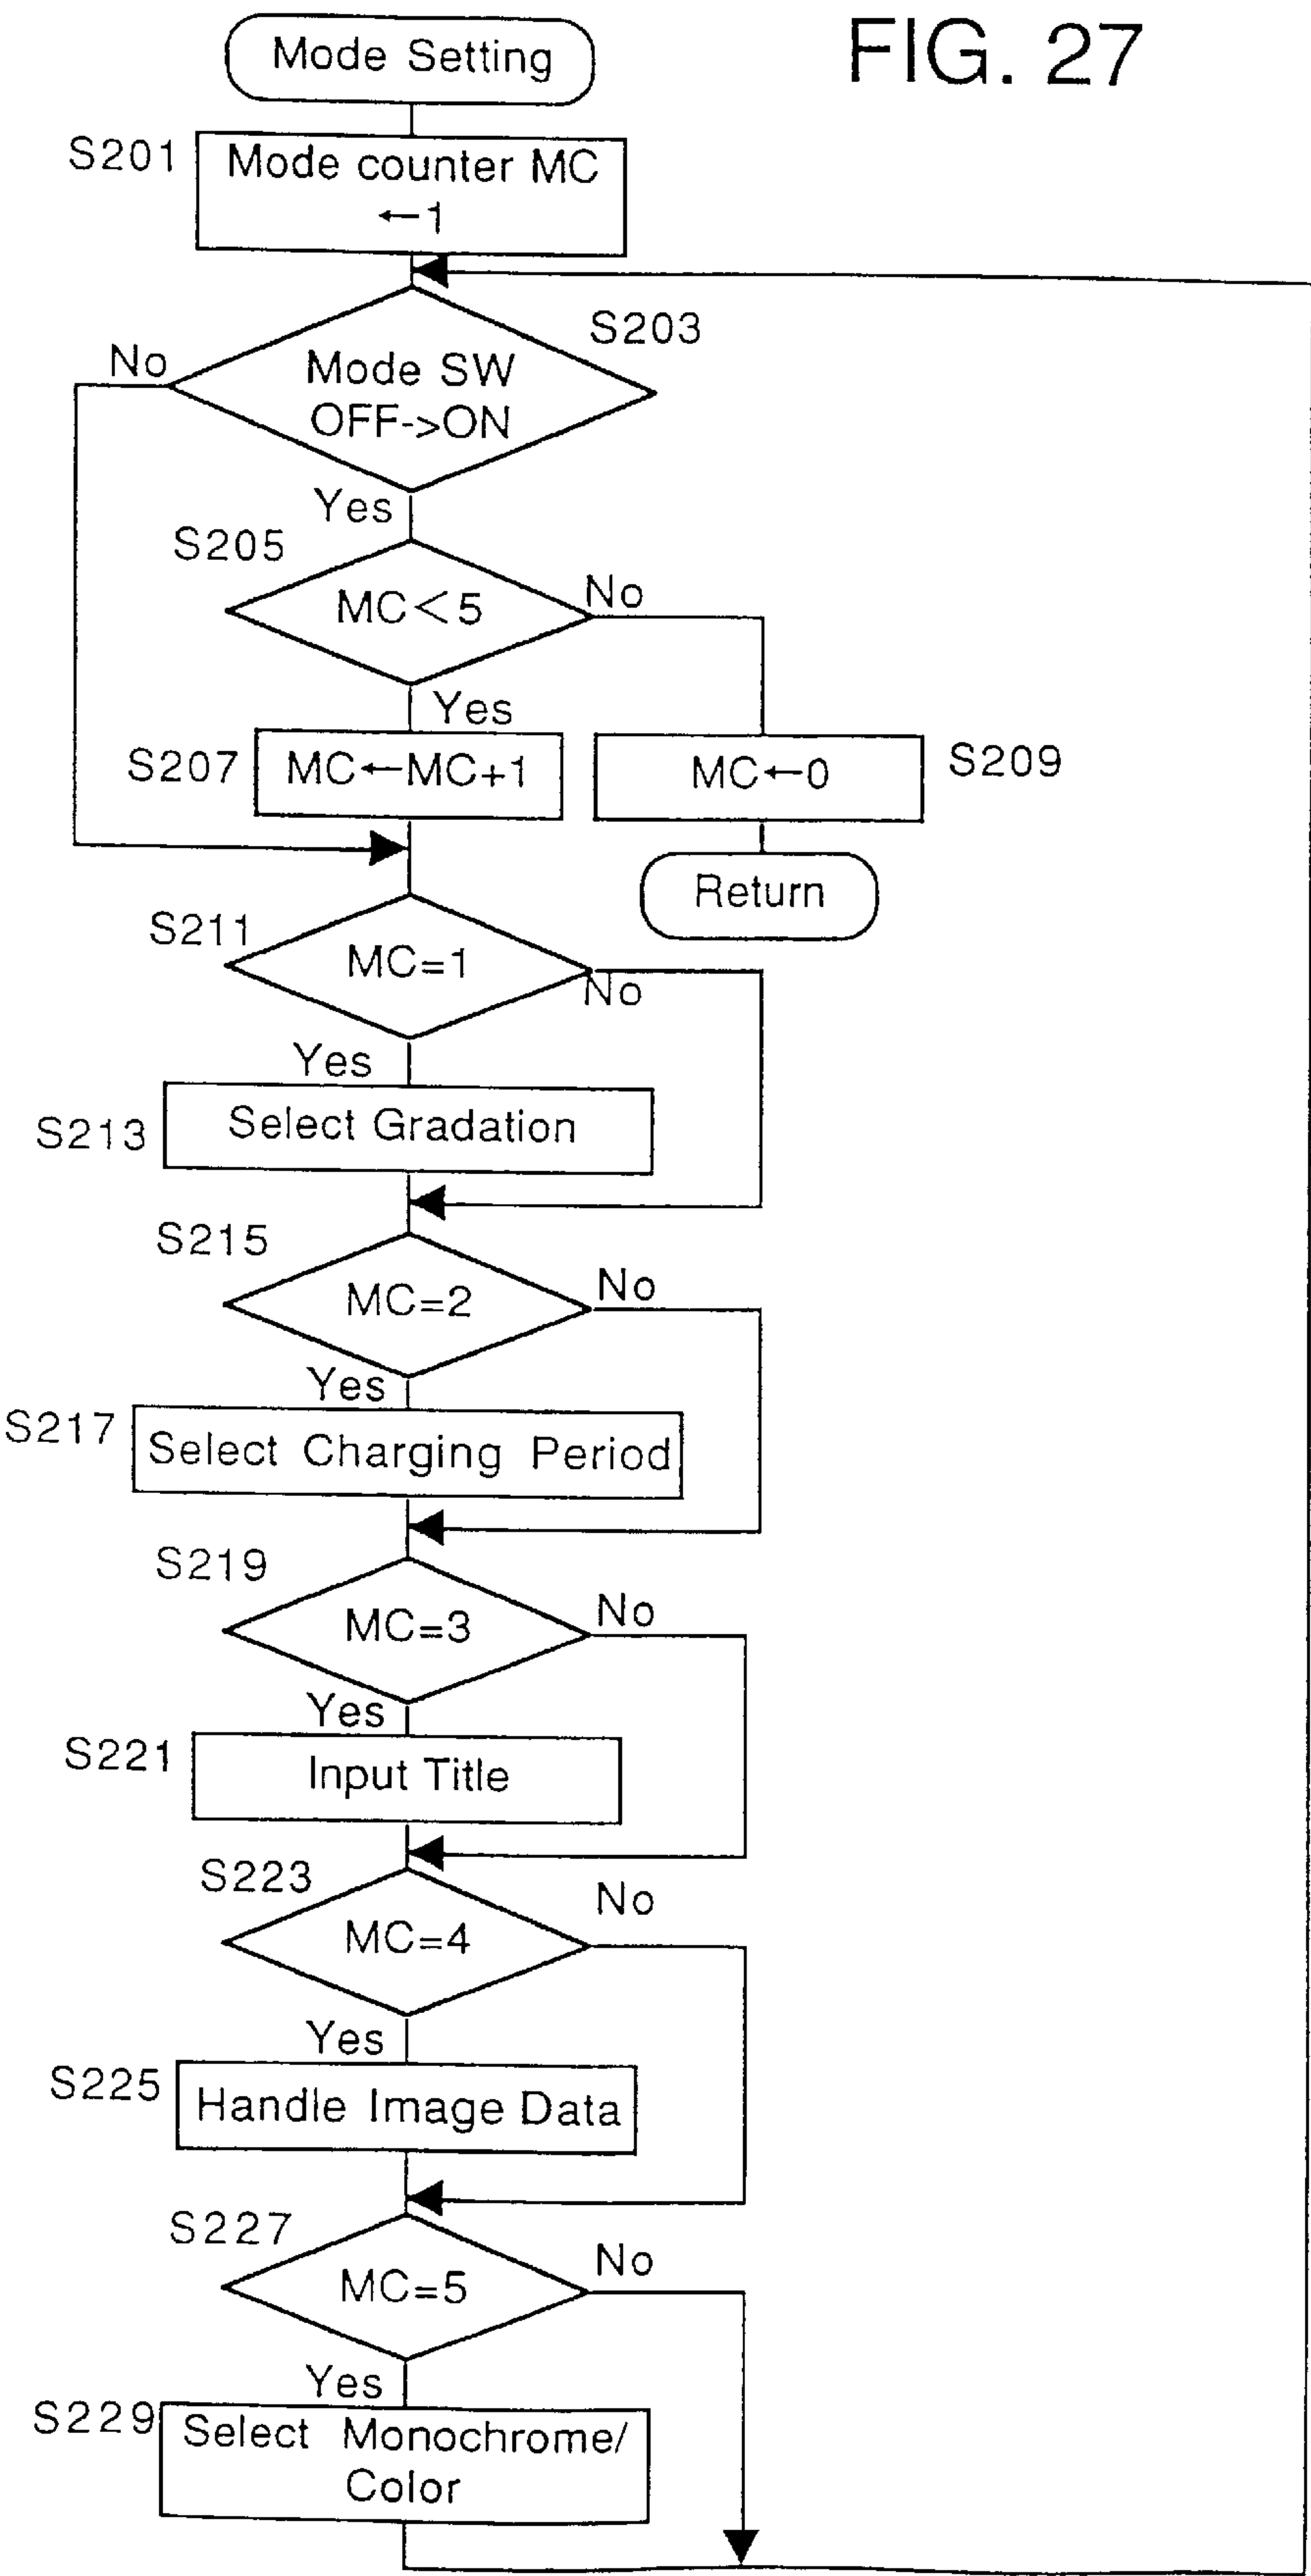 FIG. 27
Mode Setting
S201
Mode counter MC
←1
S203
No
Mode SW
OFF->ON
Yes
S205
MC<5
No
Yes
S207
MC←MC+1
MC←0
S209
Return
S211
MC=1
No
Yes
S213
Select Gradation
S215
MC=2
No
Yes
S217
Select Charging Period
S219
MC=3
No
Yes
S221
Input Title
S223
MC=4
No
Yes
S225
Handle Image Data
S227
MC=5
No
Yes
S229
Select Monochrome/
Color